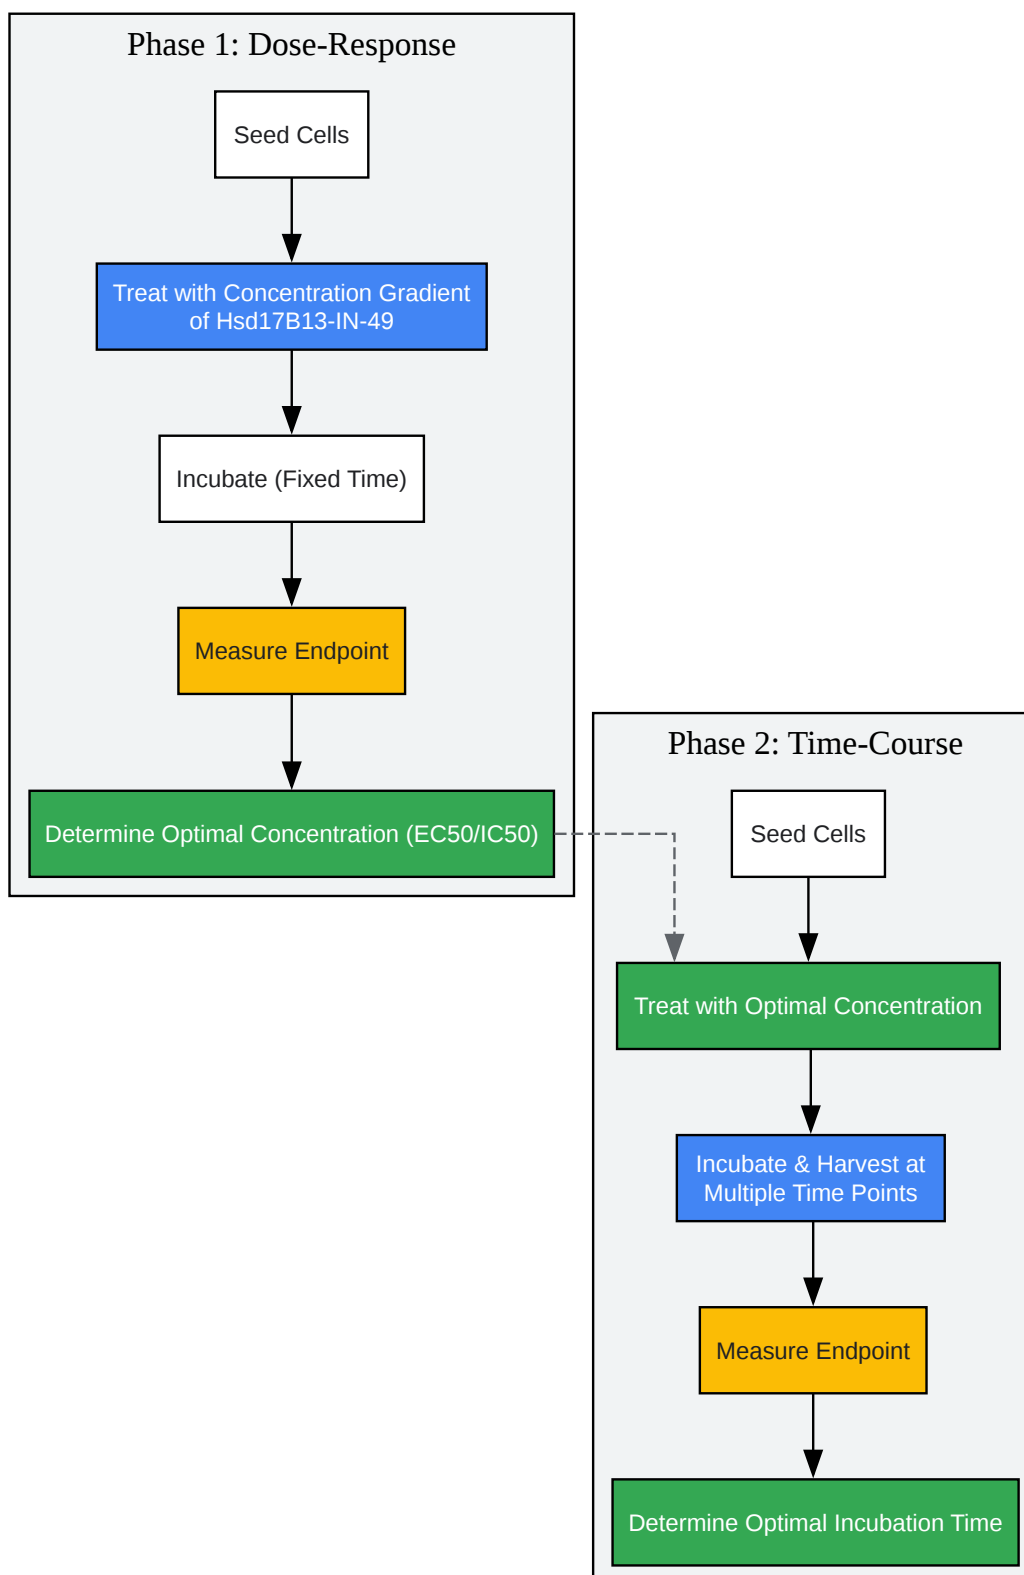 Phase 1: Dose-Response
Seed Cells
Treat with Concentration Gradient
of Hsd17B13-IN-49
Incubate (Fixed Time)
Measure Endpoint
Determine Optimal Concentration (EC50/IC50)
Phase 2: Time-Course
Seed Cells
Treat with Optimal Concentration
Incubate & Harvest at
Multiple Time Points
Measure Endpoint
Determine Optimal Incubation Time